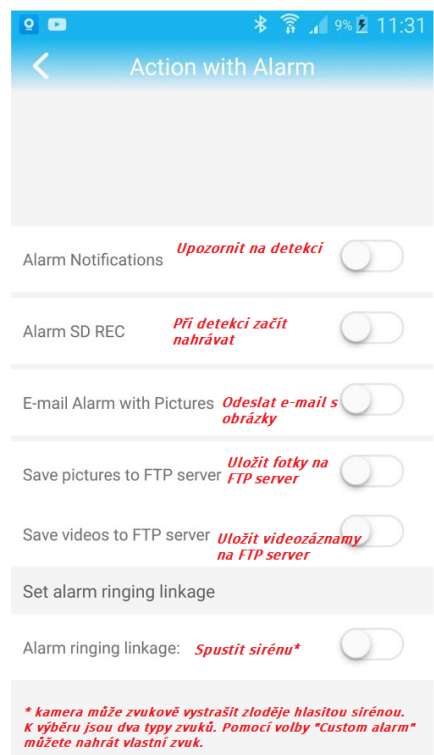 9% 11:31
Action with Alarm
Alarm Notifications Upozornit na detekci
Alarm SD REC Při detekci začít
nahrávat
E-mail Alarm with Pictures Odeslat e-mail s
obrázky
Uložit fotky na
Save pictures to FTP server FTP server
Save videos to FTP server Uložit videozáznamy
na FTP server
Set alarm ringing linkage
Alarm ringing linkage: Spustit sirénu*
* kamera může zvukově vystrašit zloděje hlasitou sirénou.
K výběru jsou dva typy zvuků. Pomocí volby "Custom alarm"
můžete nahrát vlastní zvuk.